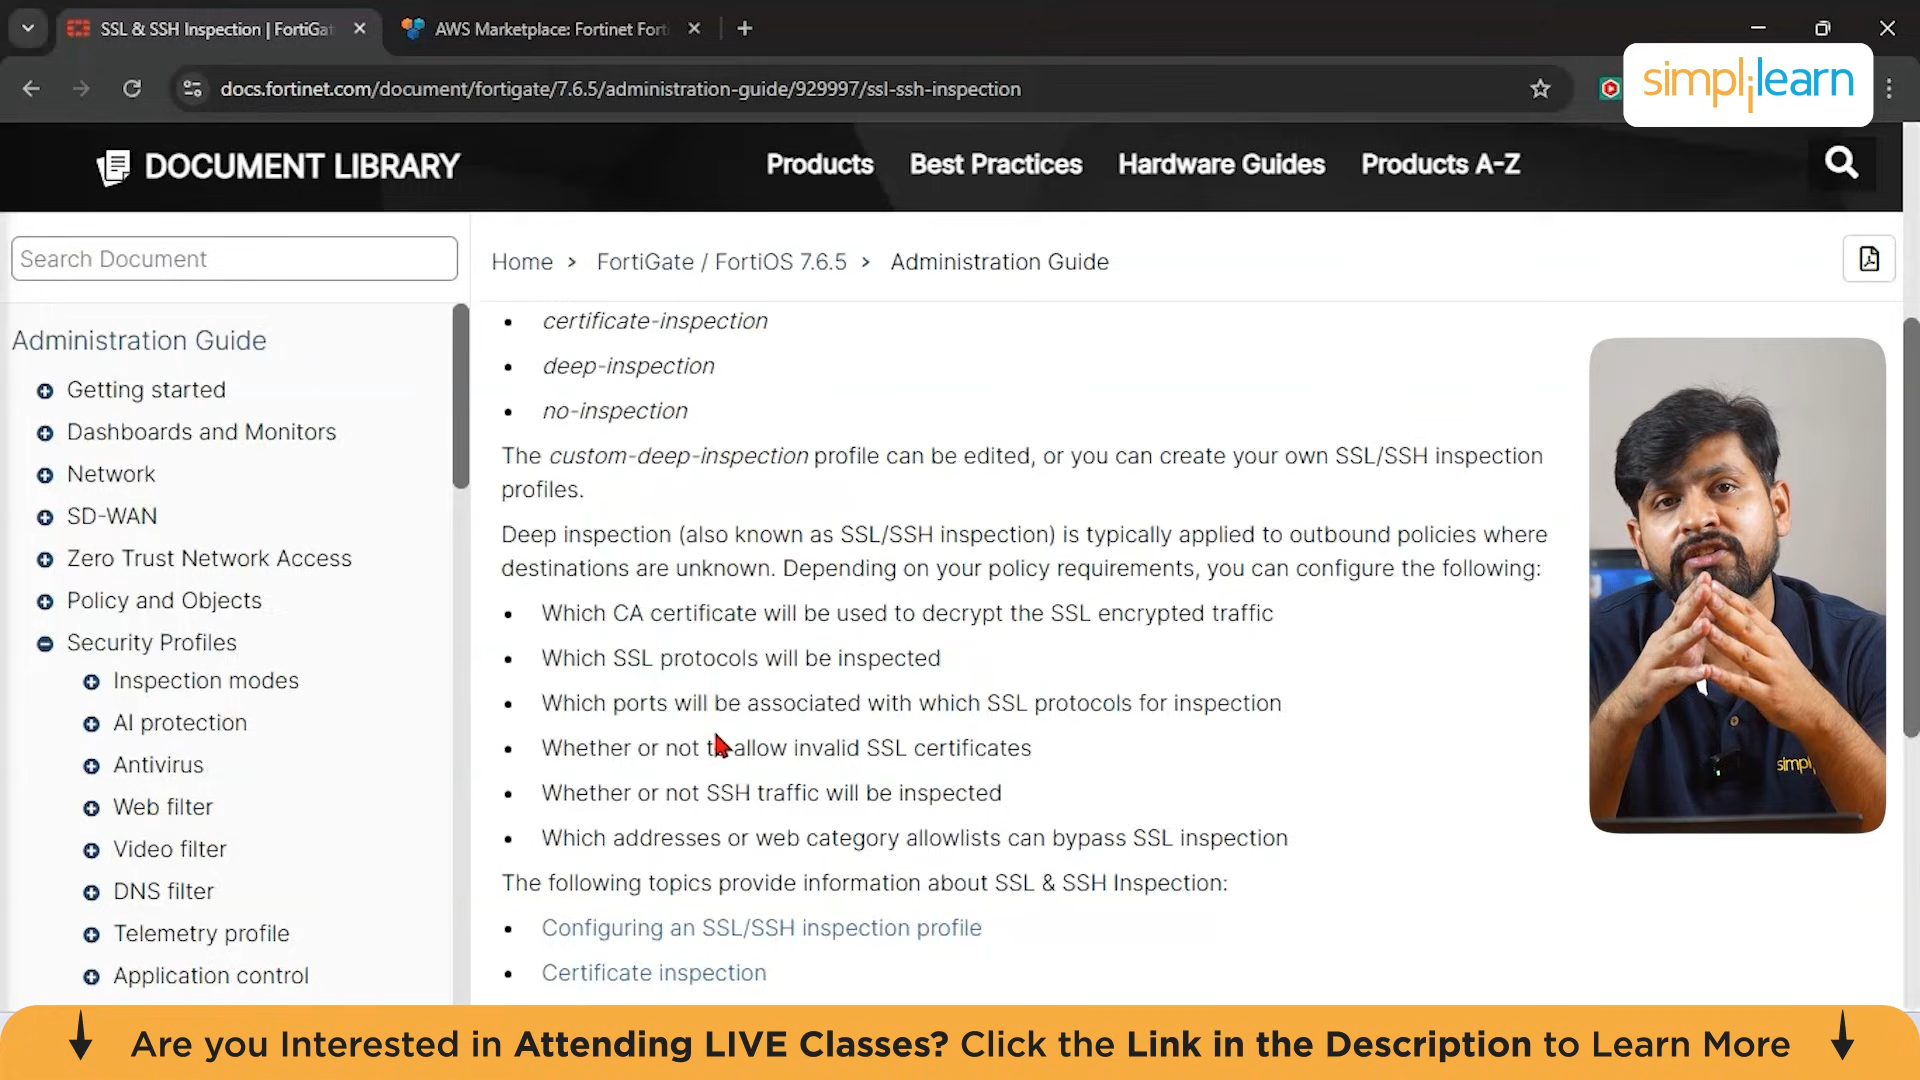 SSL & SSH Inspection | FortiGat
AWS Marketplace: Fortinet Fort
docs.fortinet.com/document/fortigate/7.6.5/administration-guide/929997/ssl-ssh-inspection
simplilearn
DOCUMENT LIBRARY
Products
Best Practices
Hardware Guides
Products A-Z
Search Document
Home > FortiGate / FortiOS 7.6.5 > Administration Guide
Administration Guide
Getting started
Dashboards and Monitors
Network
SD-WAN
Zero Trust Network Access
Policy and Objects
Security Profiles
Inspection modes
AI protection
Antivirus
Web filter
Video filter
DNS filter
Telemetry profile
Application control
certificate-inspection
deep-inspection
no-inspection
The custom-deep-inspection profile can be edited, or you can create your own SSL/SSH inspection
profiles.
Deep inspection (also known as SSL/SSH inspection) is typically applied to outbound policies where
destinations are unknown. Depending on your policy requirements, you can configure the following:
Which CA certificate will be used to decrypt the SSL encrypted traffic
Which SSL protocols will be inspected
Which ports will be associated with which SSL protocols for inspection
Whether or not to allow invalid SSL certificates
Whether or not SSH traffic will be inspected
Which addresses or web category allowlists can bypass SSL inspection
The following topics provide information about SSL & SSH Inspection:
Configuring an SSL/SSH inspection profile
Certificate inspection
simpl
Are you Interested in Attending LIVE Classes? Click the Link in the Description to Learn More